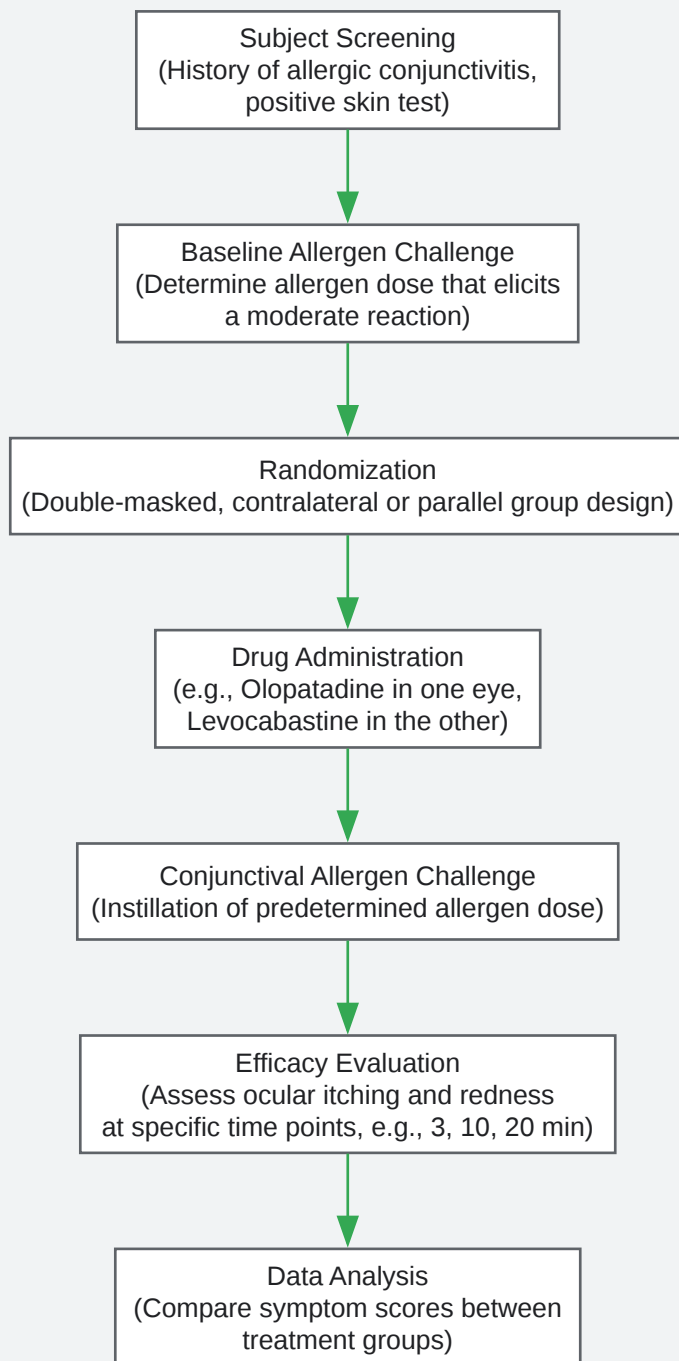 Subject Screening
(History of allergic conjunctivitis,
positive skin test)
Baseline Allergen Challenge
(Determine allergen dose that elicits
a moderate reaction)
Randomization
(Double-masked, contralateral or parallel group design)
Drug Administration
(e.g., Olopatadine in one eye,
Levocabastine in the other)
Conjunctival Allergen Challenge
(Instillation of predetermined allergen dose)
Efficacy Evaluation
(Assess ocular itching and redness
at specific time points, e.g., 3, 10, 20 min)
Data Analysis
(Compare symptom scores between
treatment groups)